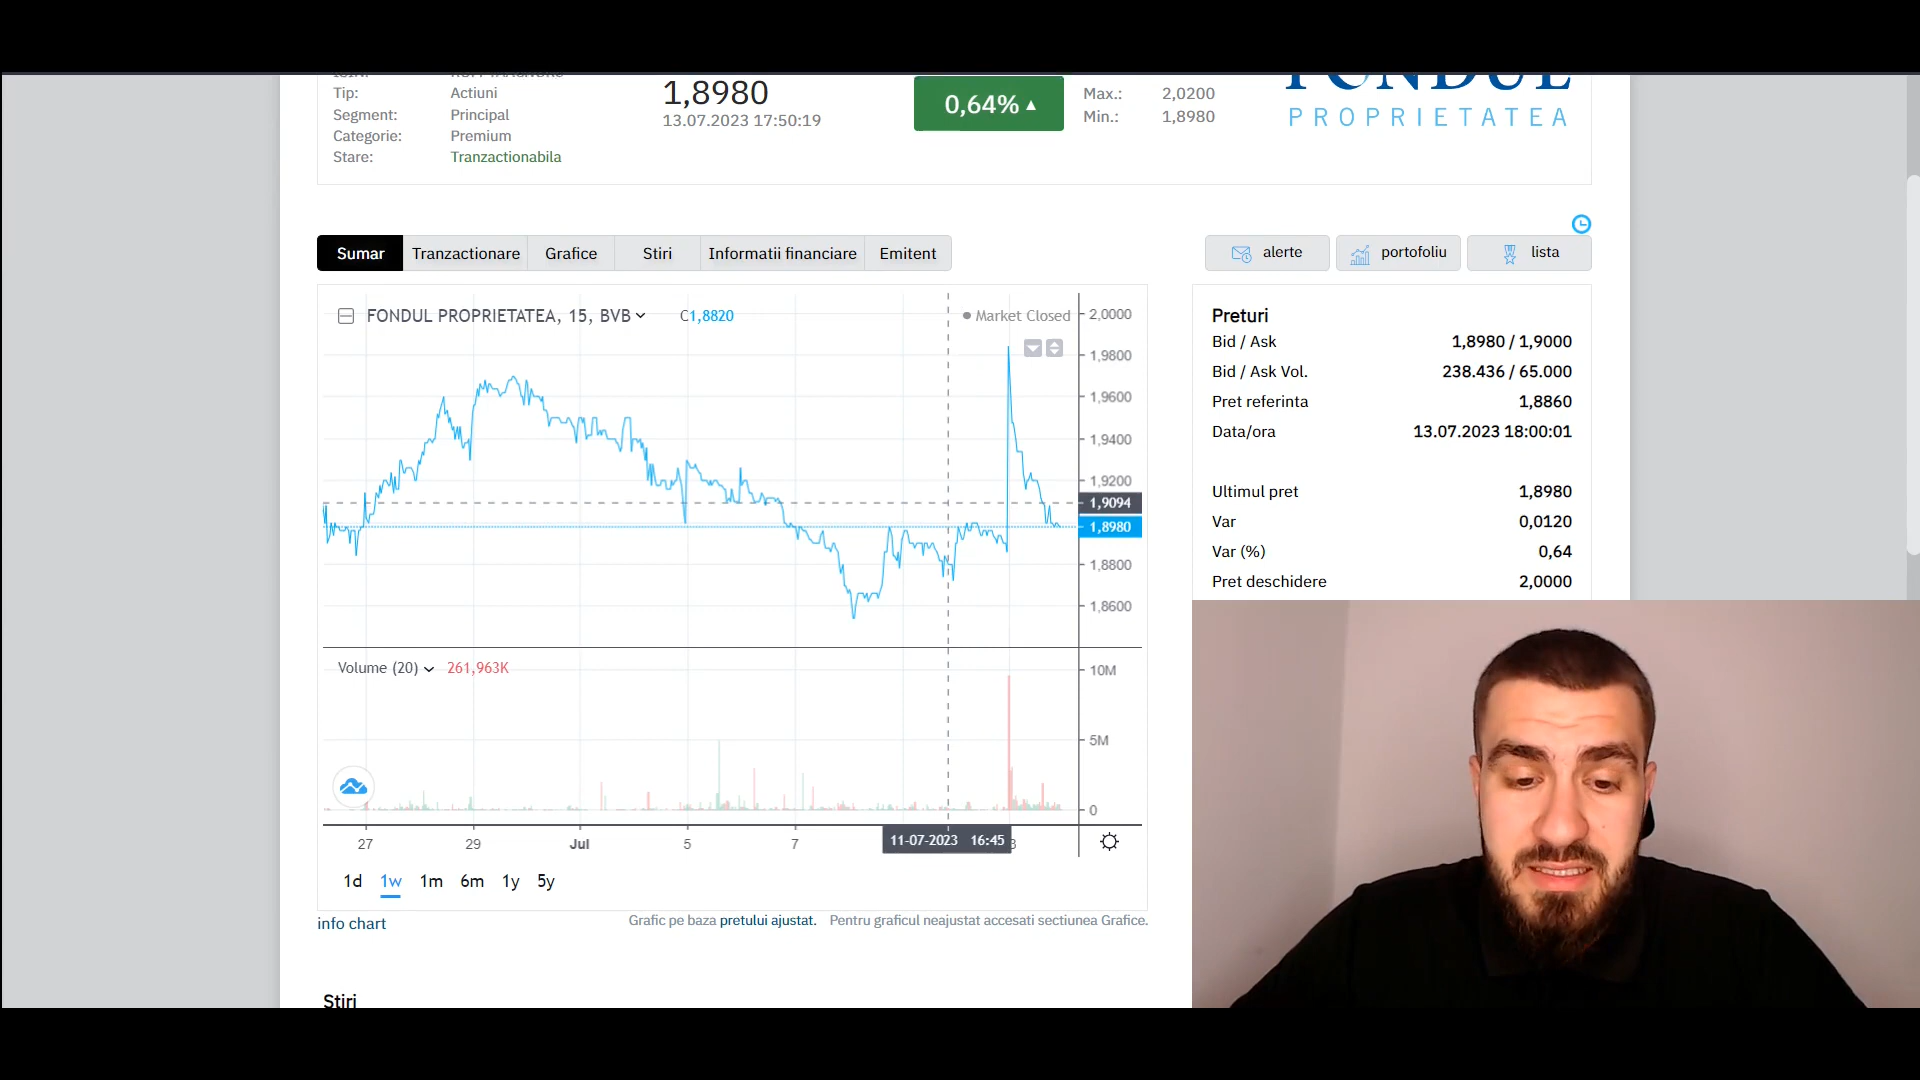 Tip: Actiuni
Segment: Principal
Categorie: Premium
Stare: Tranzactionabila
1,8980
13.07.2023 17:50:19
0,64% ▲
Max.: 2,0200
Min.: 1,8980
FONDUL
PROPRIETATEA
Sumar Tranzactionare Grafice Stiri Informatii financiare Emitent
alerte portofoliu lista
FONDUL PROPRIETATEA, 15, BVB C1,8820
Market Closed
2,0000
1,9800
1,9600
1,9400
1,9200
1,9094
1,8980
1,8800
1,8600
Volume (20) 261,963K
10M
5M
0
27 29 Jul 5 7 11-07-2023 16:45
1d 1w 1m 6m 1y 5y
info chart
Grafic pe baza pretului ajustat. Pentru graficul neajustat accesati sectiunea Grafice.
Stiri
Preturi
Bid / Ask 1,8980 / 1,9000
Bid / Ask Vol. 238.436 / 65.000
Pret referinta 1,8860
Data/ora 13.07.2023 18:00:01
Ultimul pret 1,8980
Var 0,0120
Var (%) 0,64
Pret deschidere 2,0000